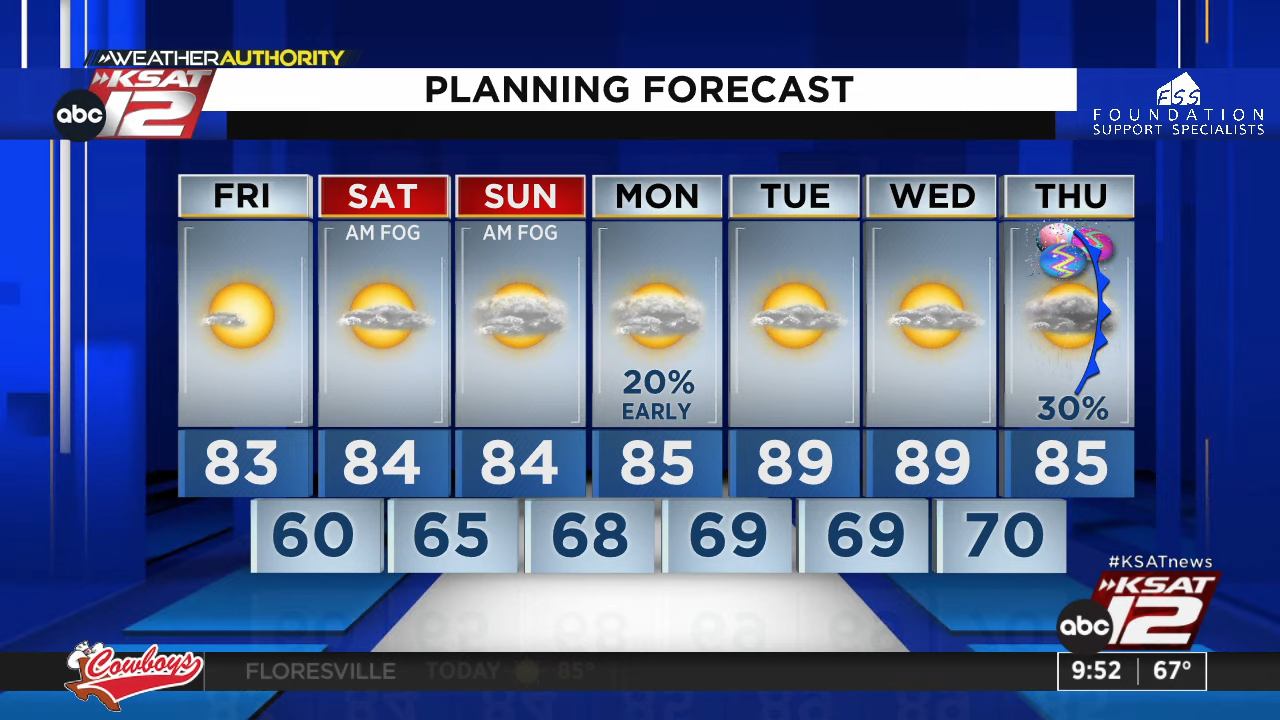 WEATHERAUTHORITY
KSAT
abc 12
PLANNING FORECAST
FSS
FOUNDATION
SUPPORT SPECIALISTS
FRI SAT SUN MON TUE WED THU
AM FOG AM FOG
20% 30%
EARLY
83 84 84 85 89 89 85
60 65 68 69 69 70
#KSATnews
KSAT
abc 12
Cowboys
FLORESVILLE TODAY 85°
9:52 67°